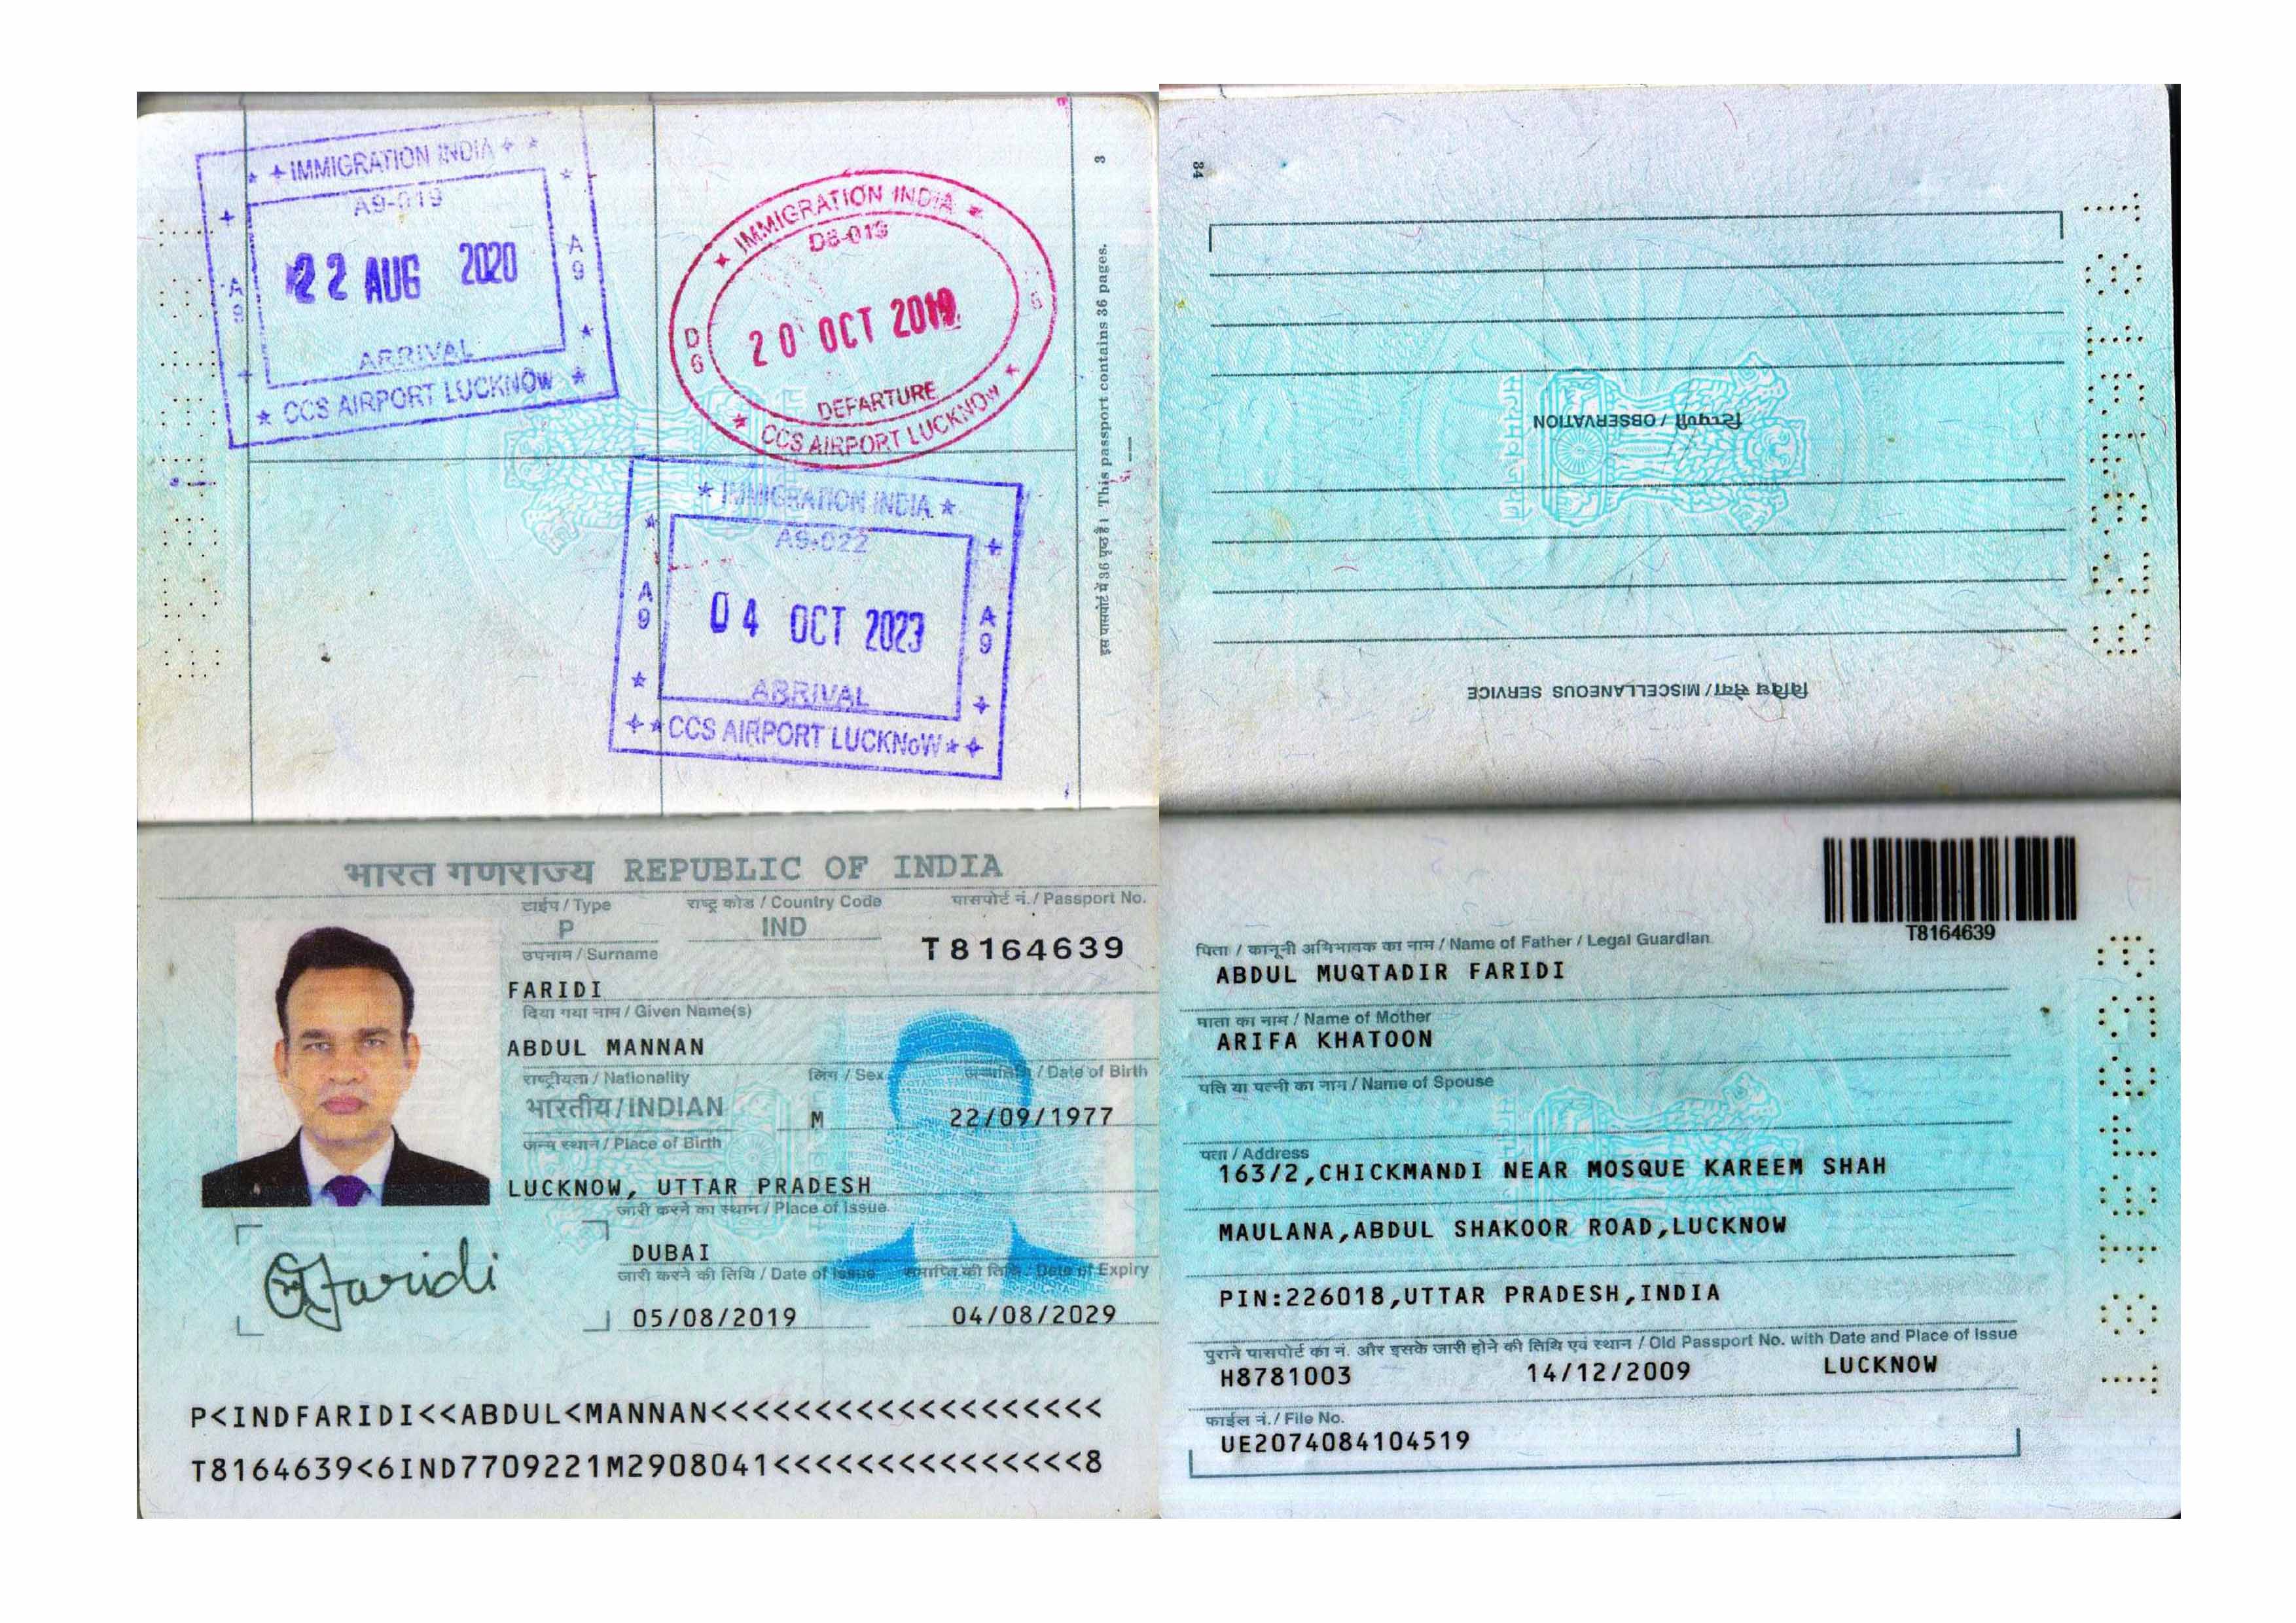 IMMIGRATION INDIA
A9-019
22 AUG 2020
A9
A9
ARRIVAL
CCS AIRPORT LUCKNOW
IMMIGRATION INDIA
D6-019
D6
20 OCT 2019
DEPARTURE
CCS AIRPORT LUCKNOW
IMMIGRATION INDIA
A9-022
A9
A9
04 OCT 2023
ARRIVAL
CCS AIRPORT LUCKNOW
3
इस पासपोर्ट में 36 पृष्ठ है। This passport contains 36 pages.
34
टिप्पणी / OBSERVATION
विविध सेवा / MISCELLANEOUS SERVICE
भारत गणराज्य REPUBLIC OF INDIA
टाईप / Type राष्ट्र कोड / Country Code पासपोर्ट नं. / Passport No.
P IND T8164639
उपनाम / Surname
FARIDI
दिया गया नाम / Given Name(s)
ABDUL MANNAN
राष्ट्रीयता / Nationality लिंग / Sex / Date of Birth
भारतीय/INDIAN M 22/09/1977
जन्म स्थान / Place of Birth
LUCKNOW, UTTAR PRADESH
जारी करने का स्थान / Place of Issue
DUBAI
जारी करने की तिथि / Date of Issue समाप्ति की तिथि / Date of Expiry
05/08/2019 04/08/2029
Faridi
P<INDFARIDI<<ABDUL<MANNAN<<<<<<<<<<<<<<<<<<<
T8164639<6IND7709221M2908041<<<<<<<<<<<<<<<8
T8164639
पिता / कानूनी अभिभावक का नाम / Name of Father / Legal Guardian
ABDUL MUQTADIR FARIDI
माता का नाम / Name of Mother
ARIFA KHATOON
पति या पत्नी का नाम / Name of Spouse
पता / Address
163/2,CHICKMANDI NEAR MOSQUE KAREEM SHAH
MAULANA,ABDUL SHAKOOR ROAD,LUCKNOW
PIN:226018,UTTAR PRADESH,INDIA
पुराने पासपोर्ट का नं. और इसके जारी होने की तिथि एवं स्थान / Old Passport No. with Date and Place of Issue
H8781003 14/12/2009 LUCKNOW
फाईल नं. / File No.
UE2074084104519